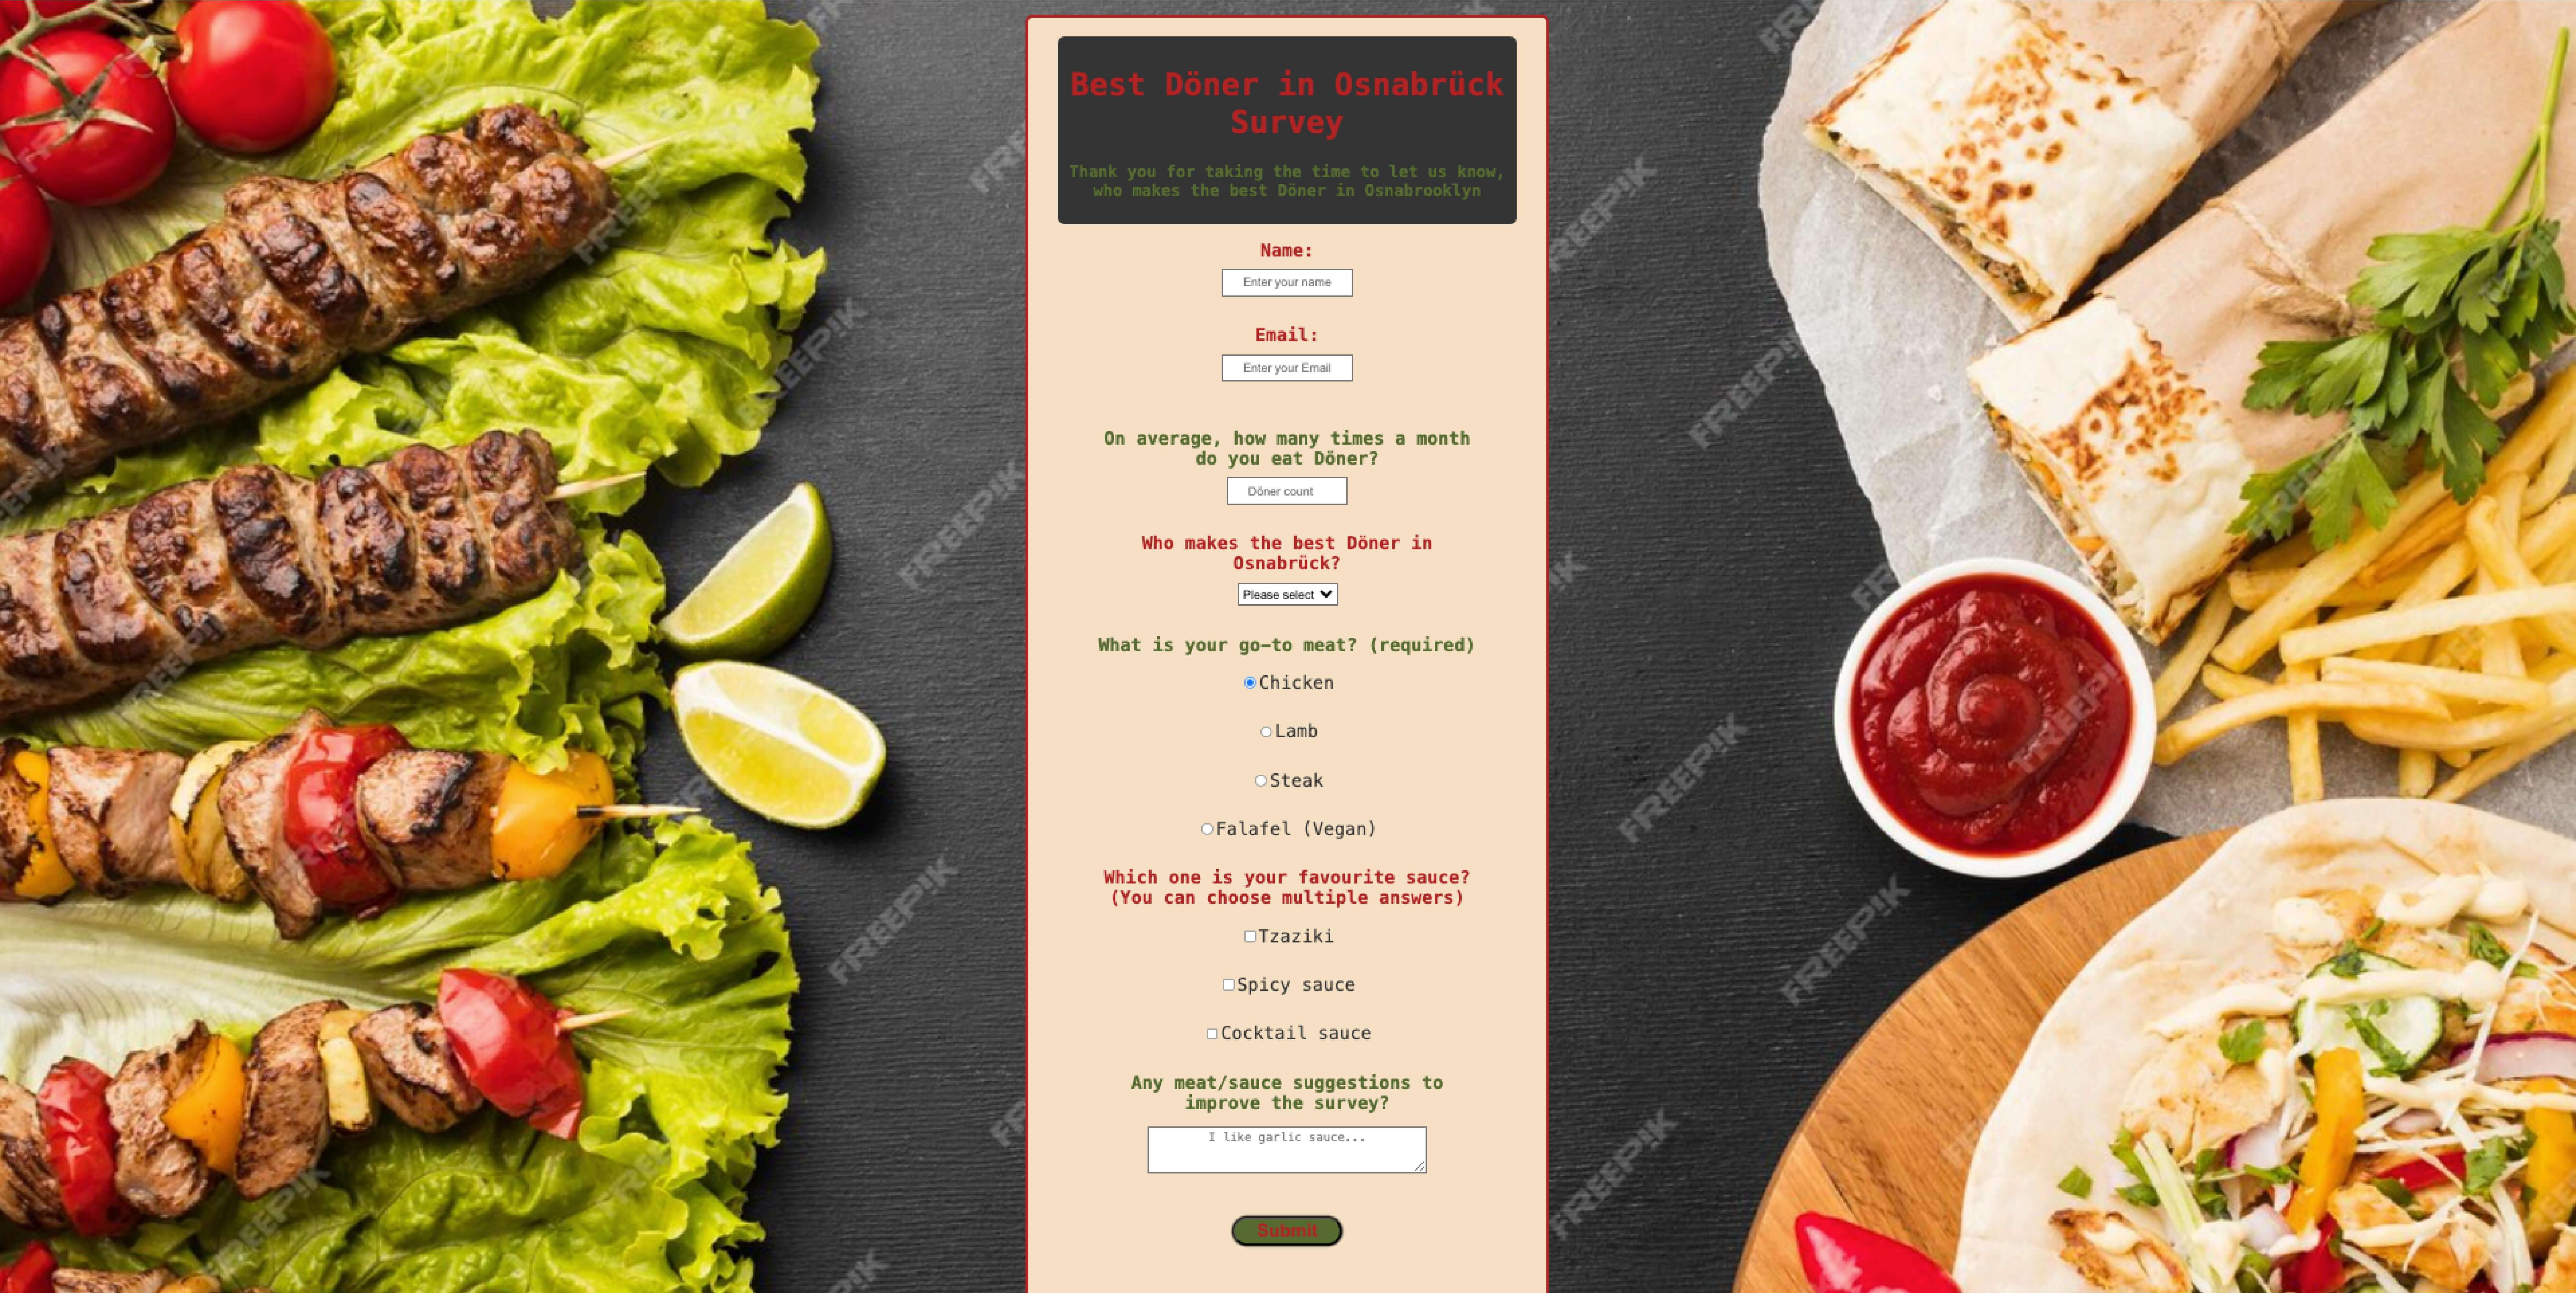 Best Döner in Osnabrück
Survey
Thank you for taking the time to let us know,
who makes the best Döner in Osnabrooklyn
Name:
Enter your name
Email:
Enter your Email
On average, how many times a month
do you eat Döner?
Döner count
Who makes the best Döner in
Osnabrück?
Please select
What is your go-to meat? (required)
Chicken
Lamb
Steak
Falafel (Vegan)
Which one is your favourite sauce?
(You can choose multiple answers)
Tzaziki
Spicy sauce
Cocktail sauce
Any meat/sauce suggestions to
improve the survey?
I like garlic sauce...
Submit
FREEPIK
FREEPIK
FREEPIK
FREEPIK
FREEPIK
FREEPIK
FREEPIK
FREEPIK
FREEPIK
FREEPIK